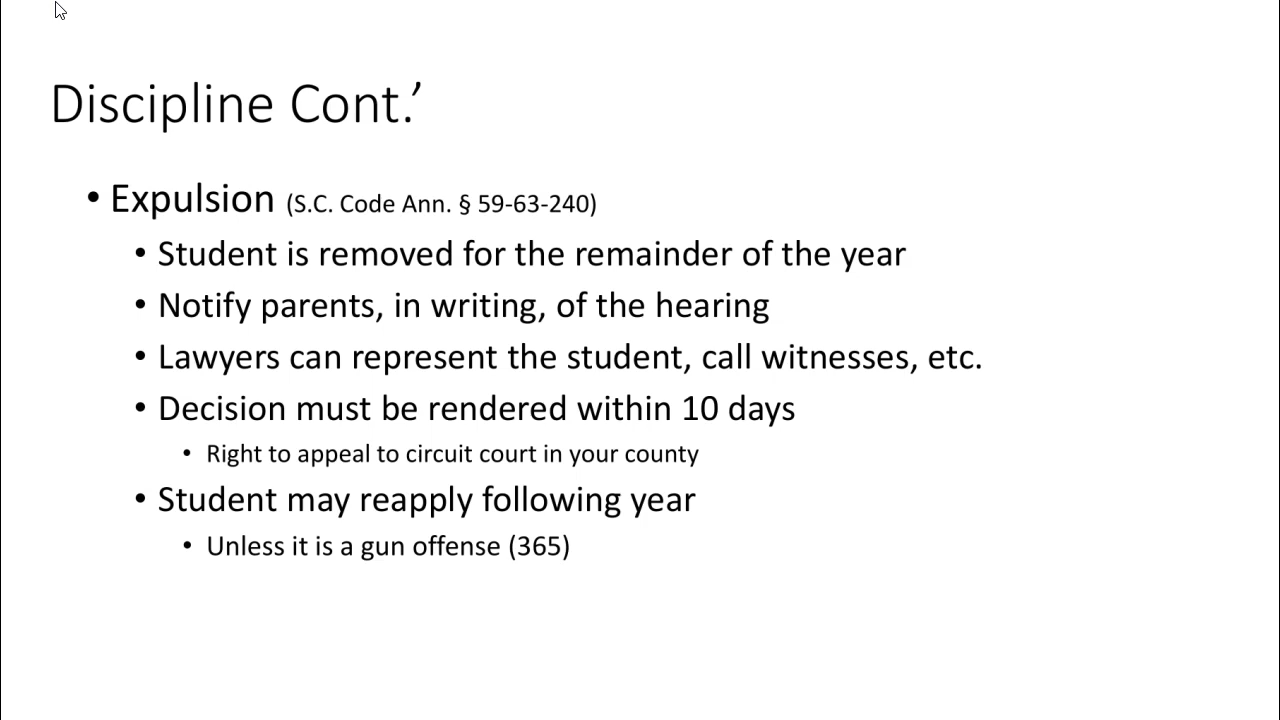 Discipline Cont.’
• Expulsion (S.C. Code Ann. § 59-63-240)
• Student is removed for the remainder of the year
• Notify parents, in writing, of the hearing
• Lawyers can represent the student, call witnesses, etc.
• Decision must be rendered within 10 days
• Right to appeal to circuit court in your county
• Student may reapply following year
• Unless it is a gun offense (365)